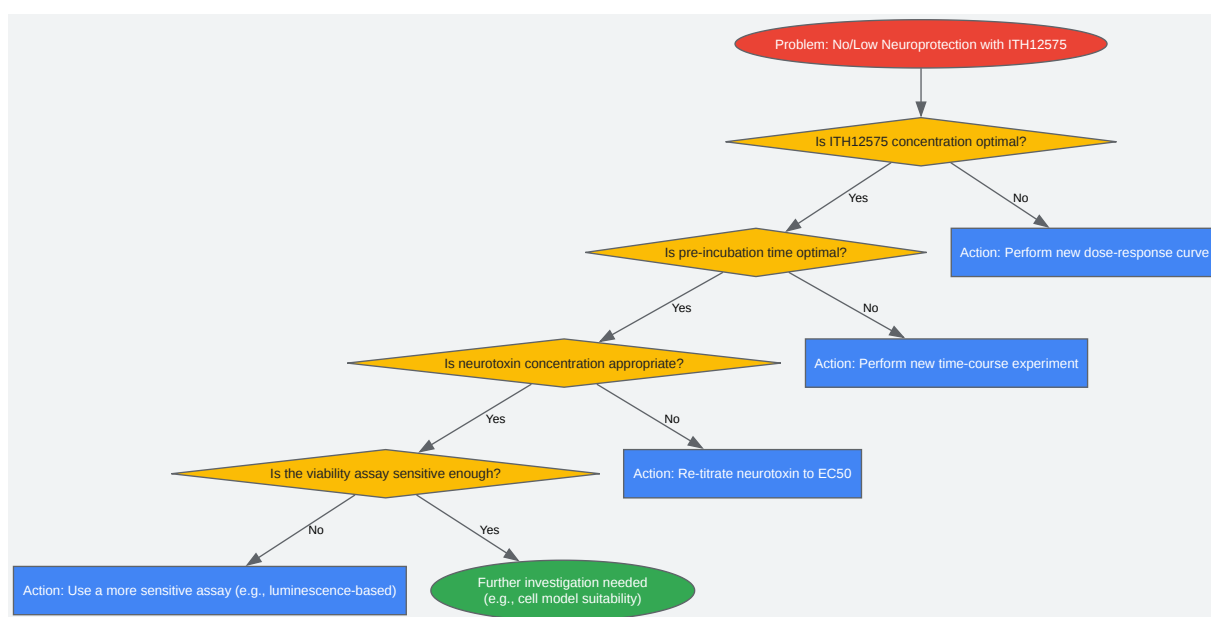 Problem: No/Low Neuroprotection with ITH12575
Is ITH12575 concentration optimal?
Yes
No
Is pre-incubation time optimal?
Action: Perform new dose-response curve
Yes
No
Is neurotoxin concentration appropriate?
Action: Perform new time-course experiment
Yes
No
Is the viability assay sensitive enough?
Action: Re-titrate neurotoxin to EC50
No
Yes
Action: Use a more sensitive assay (e.g., luminescence-based)
Further investigation needed
(e.g., cell model suitability)